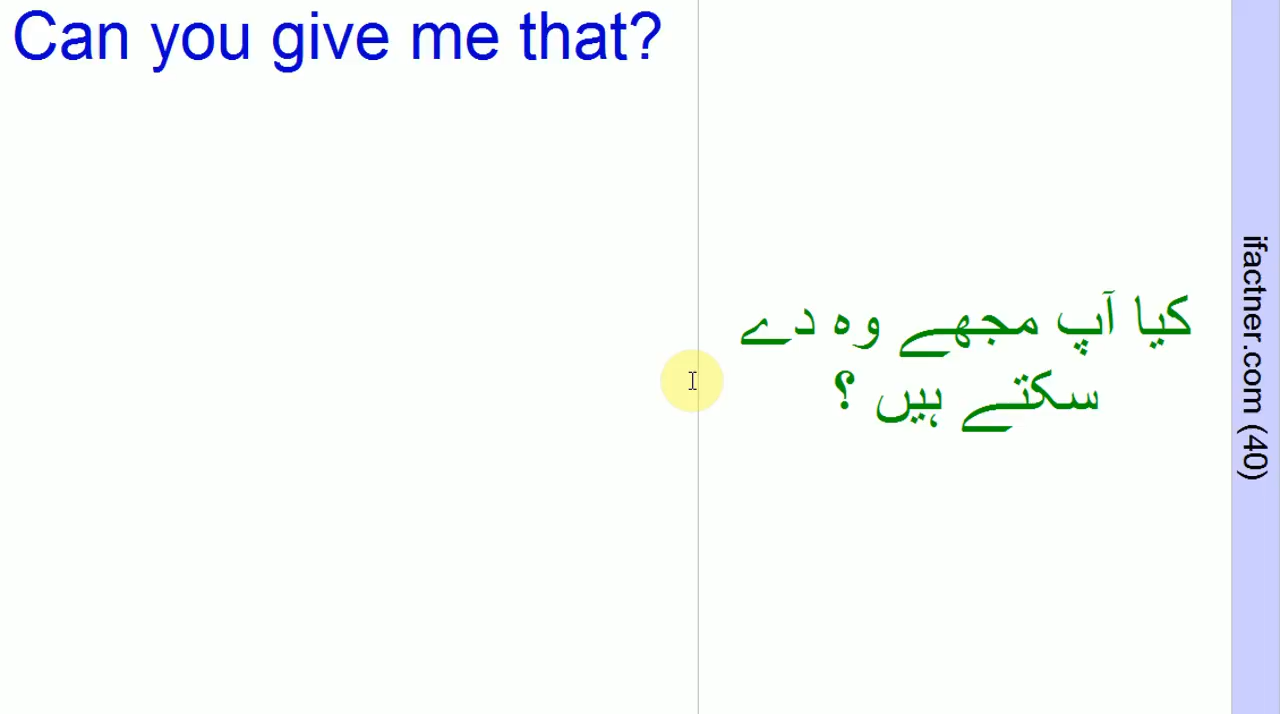 Can you give me that?
کیا آپ مجھے وہ دے
سکتے ہیں ؟
ifactner.com (40)